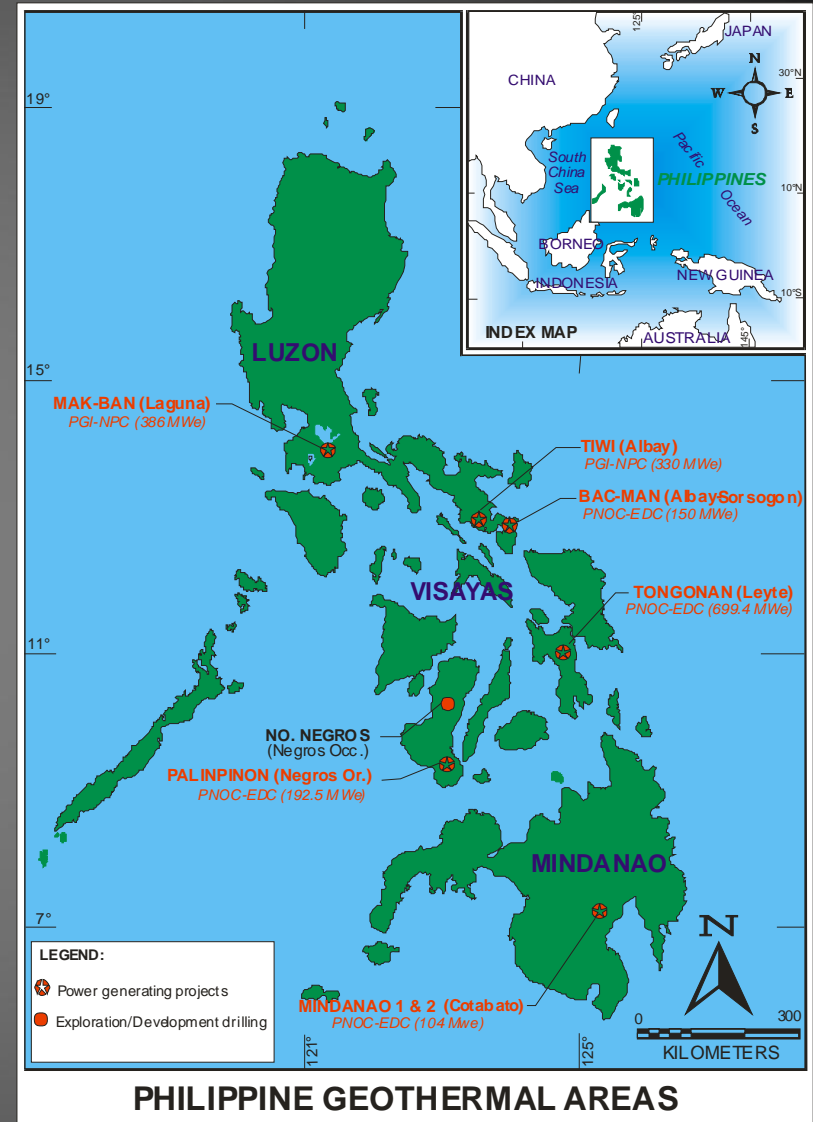 19°
15°
11°
7°
121°
125°
125°
JAPAN
30°N
CHINA
N
W
E
S
South
China
Sea
Pacific
Ocean
PHILIPPINES
10°N
BORNEO
INDONESIA
NEW GUINEA
10°S
INDEX MAP
AUSTRALIA
145°
LUZON
MAK-BAN (Laguna)
PGI-NPC (386 MWe)
TIWI (Albay)
PGI-NPC (330 MWe)
BAC-MAN (Albay-Sorsogon)
PNOC-EDC (150 MWe)
VISAYAS
TONGONAN (Leyte)
PNOC-EDC (699.4 MWe)
NO. NEGROS
(Negros Occ.)
PALINPINON (Negros Or.)
PNOC-EDC (192.5 MWe)
MINDANAO
MINDANAO 1 & 2 (Cotabato)
PNOC-EDC (104 Mwe)
LEGEND:
Power generating projects
Exploration/Development drilling
N
0 300
KILOMETERS
PHILIPPINE GEOTHERMAL AREAS